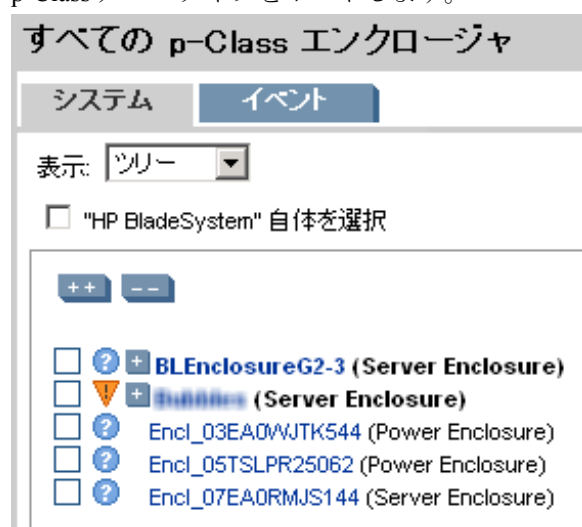 すべての p-Class エンクロージャ
システム イベント
表示: ツリー
"HP BladeSystem" 自体を選択
++ --
? + BLEnclosureG2-3 (Server Enclosure)
! + (Server Enclosure)
? Encl_03EA0WJTK544 (Power Enclosure)
? Encl_05TSLPR25062 (Power Enclosure)
? Encl_07EA0RMJS144 (Server Enclosure)